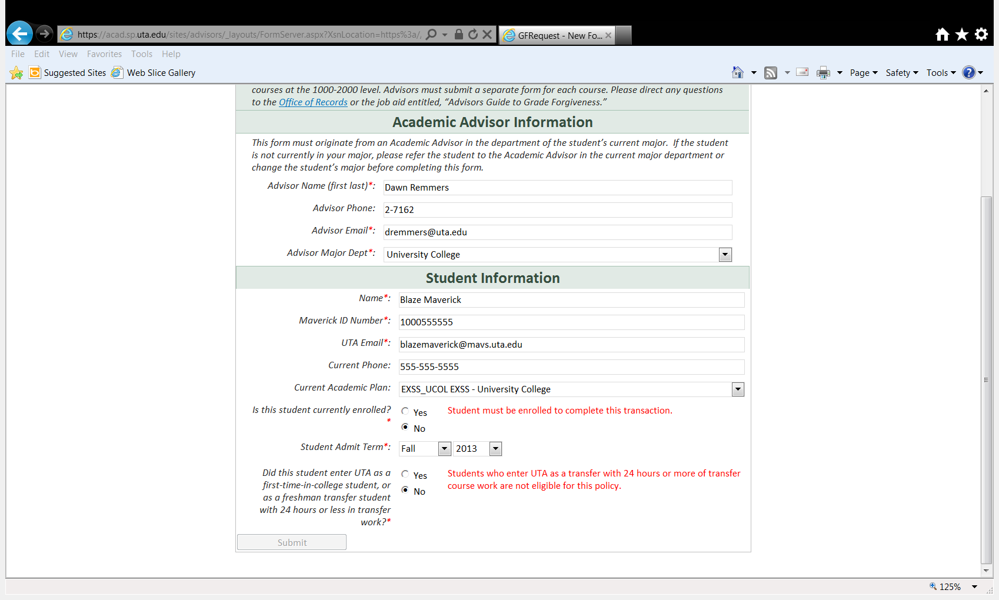 https://acad.sp.uta.edu/sites/advisors/_layouts/FormServer.aspx?XsnLocation=https%3a/
GFRequest - New Fo...
File Edit View Favorites Tools Help
Suggested Sites Web Slice Gallery
Page Safety Tools
courses at the 1000-2000 level. Advisors must submit a separate form for each course. Please direct any questions
to the Office of Records or the job aid entitled, “Advisors Guide to Grade Forgiveness.”
Academic Advisor Information
This form must originate from an Academic Advisor in the department of the student’s current major.  If the student
is not currently in your major, please refer the student to the Academic Advisor in the current major department or
change the student’s major before completing this form.
Advisor Name (first last)*: Dawn Remmers
Advisor Phone: 2-7162
Advisor Email*: dremmers@uta.edu
Advisor Major Dept*: University College
Student Information
Name*: Blaze Maverick
Maverick ID Number*: 1000555555
UTA Email*: blazemaverick@mavs.uta.edu
Current Phone: 555-555-5555
Current Academic Plan: EXSS_UCOL EXSS - University College
Is this student currently enrolled? Yes Student must be enrolled to complete this transaction.
* No
Student Admit Term*: Fall 2013
Did this student enter UTA as a Yes Students who enter UTA as a transfer with 24 hours or more of transfer
first-time-in-college student, or No course work are not eligible for this policy.
as a freshman transfer student
with 24 hours or less in transfer
work?*
Submit
125%